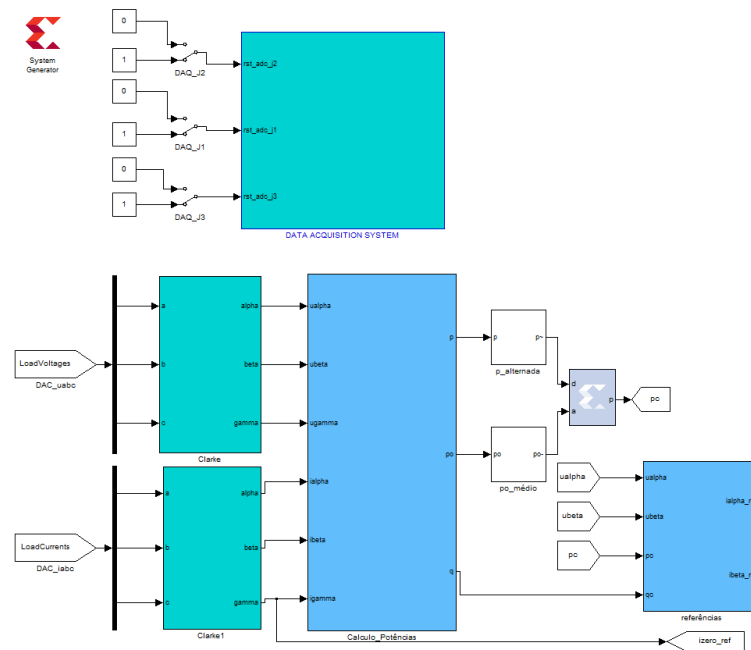 System
Generator
0
1
DAQ_J2
rst_adc_j2
0
1
DAQ_J1
rst_adc_j1
0
1
DAQ_J3
rst_adc_j3
DATA ACQUISITION SYSTEM
LoadVoltages
DAC_uabc
a
b
c
alpha
beta
gamma
Clarke
LoadCurrents
DAC_iabc
a
b
c
alpha
beta
gamma
Clarke1
ualpha
ubeta
ugamma
ialpha
ibeta
igamma
p
po
q
Calculo_Potências
p
p~
p_alternada
po
po-
po_médio
d
a
p
pc
ualpha
ubeta
pc
ualpha
ubeta
pc
qc
ialpha_r
ibeta_r
referências
izero_ref